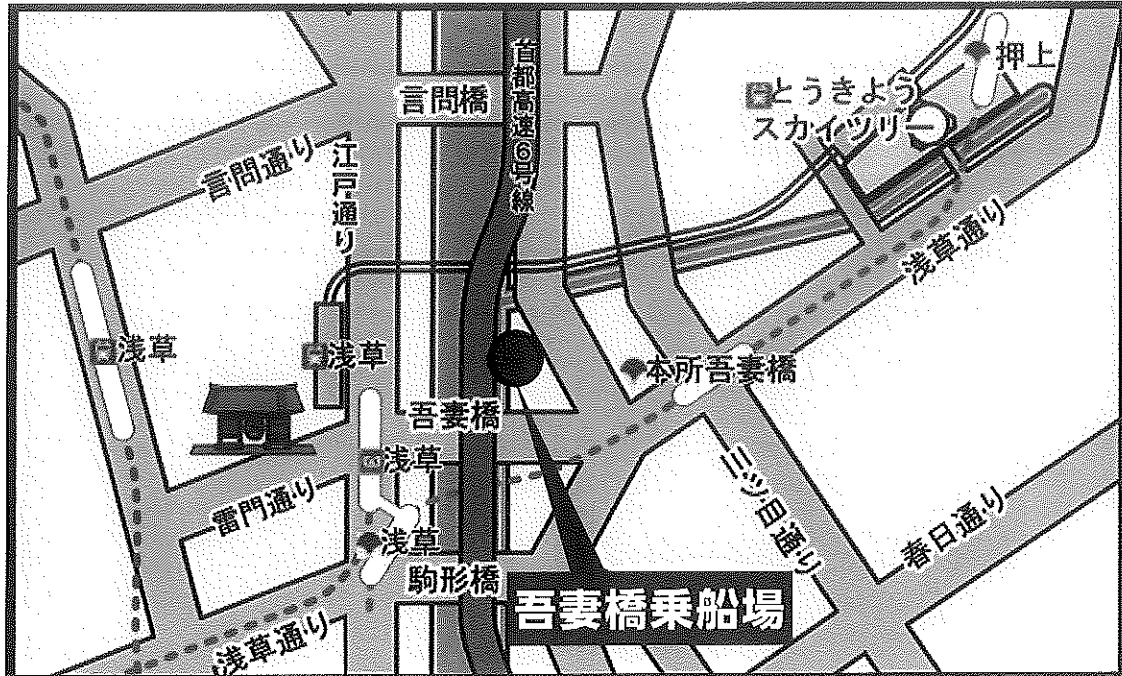 首都高速6号線
押上
とうきょう
スカイツリー
言問橋
言問通り
江戸通り
浅草通り
浅草
浅草
本所吾妻橋
吾妻橋
浅草
雷門通り
三ツ目通り
春日通り
浅草
駒形橋
吾妻橋乗船場
浅草通り